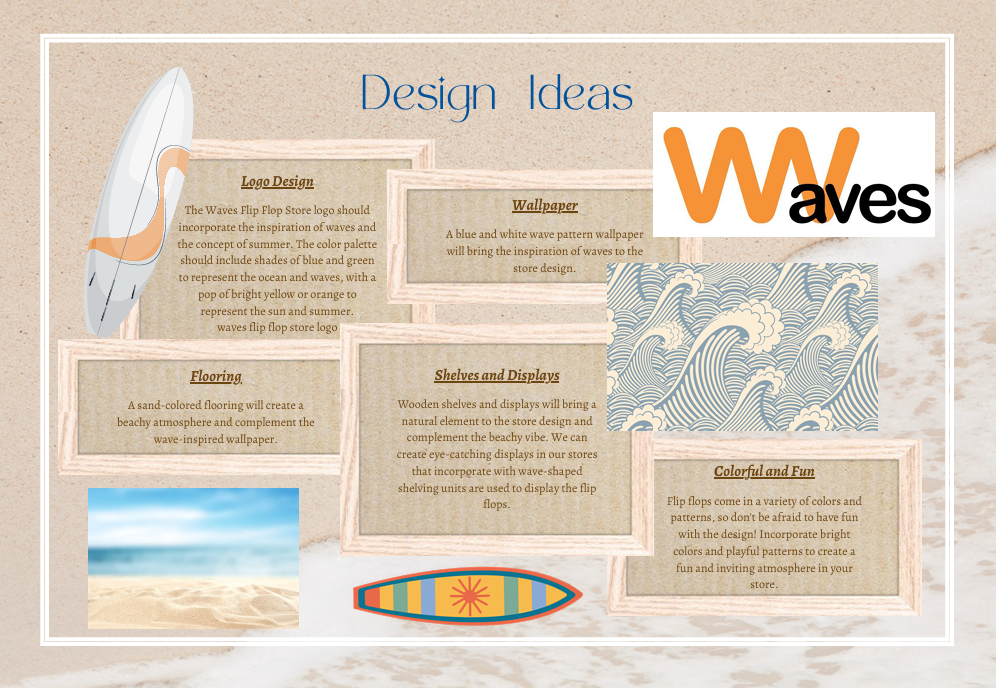 Design Ideas
Waves
Logo Design
The Waves Flip Flop Store logo should
incorporate the inspiration of waves and
the concept of summer. The color palette
should include shades of blue and green
to represent the ocean and waves, with a
pop of bright yellow or orange to
represent the sun and summer.
waves flip flop store logo
Wallpaper
A blue and white wave pattern wallpaper
will bring the inspiration of waves to the
store design.
Flooring
A sand-colored flooring will create a
beachy atmosphere and complement the
wave-inspired wallpaper.
Shelves and Displays
Wooden shelves and displays will bring a
natural element to the store design and
complement the beachy vibe. We can
create eye-catching displays in our stores
that incorporate with wave-shaped
shelving units are used to display the flip
flops.
Colorful and Fun
Flip flops come in a variety of colors and
patterns, so don't be afraid to have fun
with the design! Incorporate bright
colors and playful patterns to create a
fun and inviting atmosphere in your
store.